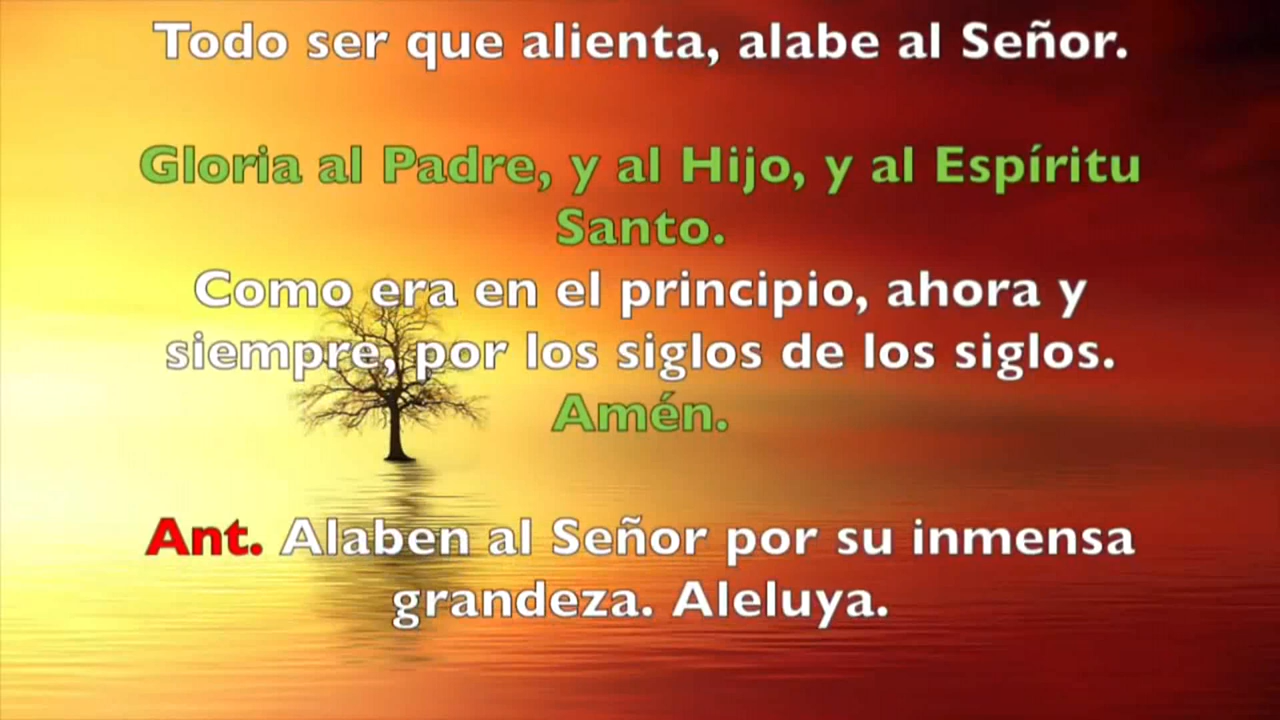 Todo ser que alienta, alabe al Señor.
Gloria al Padre, y al Hijo, y al Espíritu
Santo.
Como era en el principio, ahora y
siempre, por los siglos de los siglos.
Amén.
Ant. Alaben al Señor por su inmensa
grandeza. Aleluya.